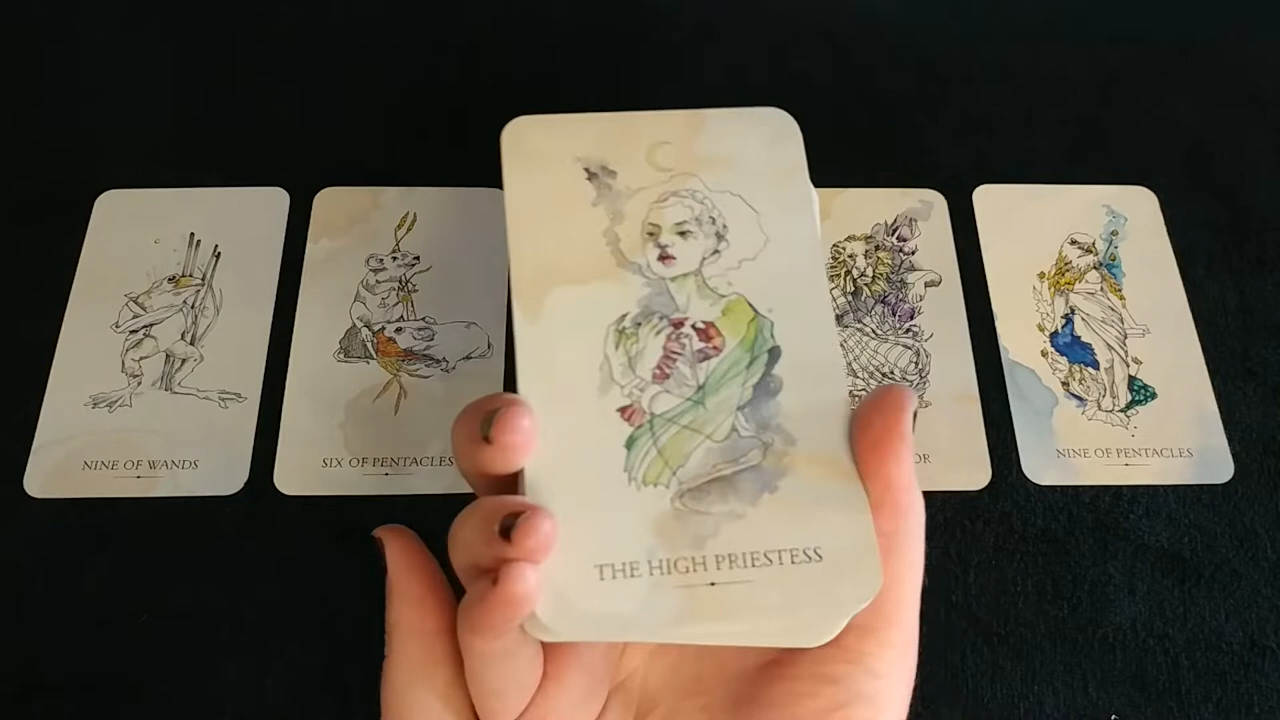 NINE OF WANDS
SIX OF PENTACLES
THE HIGH PRIESTESS
NINE OF PENTACLES